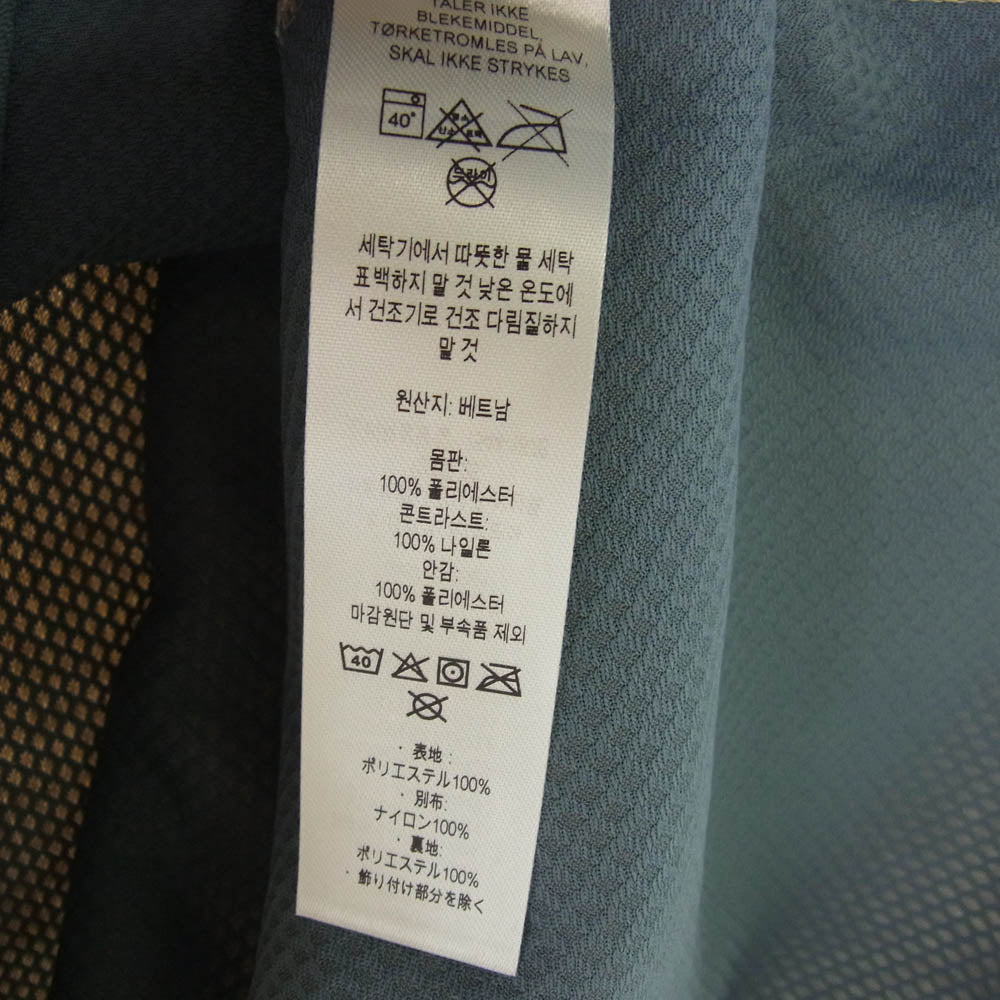 TÅLER IKKE
BLEKEMIDDEL,
TØRKETROMLES PÅ LAV,
SKAL IKKE STRYKES
40°
드라이
세탁기에서 따뜻한 물 세탁
표백하지 말 것 낮은 온도에
서 건조기로 건조 다림질하지
말 것
원산지: 베트남
몸판:
100% 폴리에스터
콘트라스트:
100% 나일론
안감:
100% 폴리에스터
마감원단 및 부속품 제외
40
・ 表地 :
ポリエステル100%
・ 別布:
ナイロン100%
・ 裏地:
ポリエステル100%
・ 飾り付け部分を除く